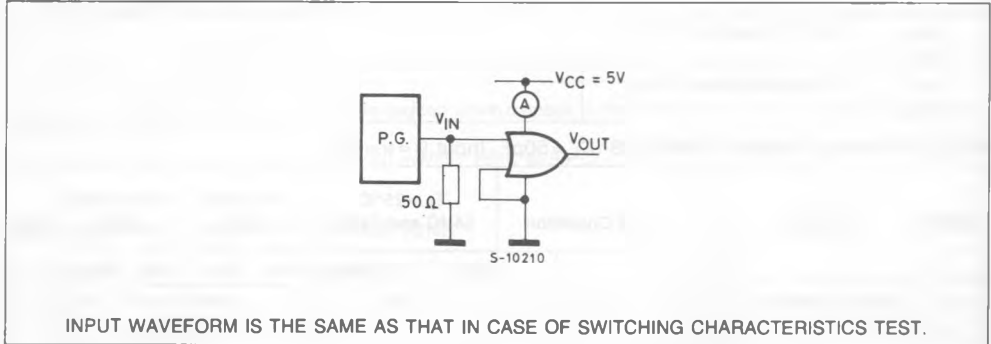 VCC = 5V
A
P.G.
VIN
VOUT
50 Ω
S-10210
INPUT WAVEFORM IS THE SAME AS THAT IN CASE OF SWITCHING CHARACTERISTICS TEST.